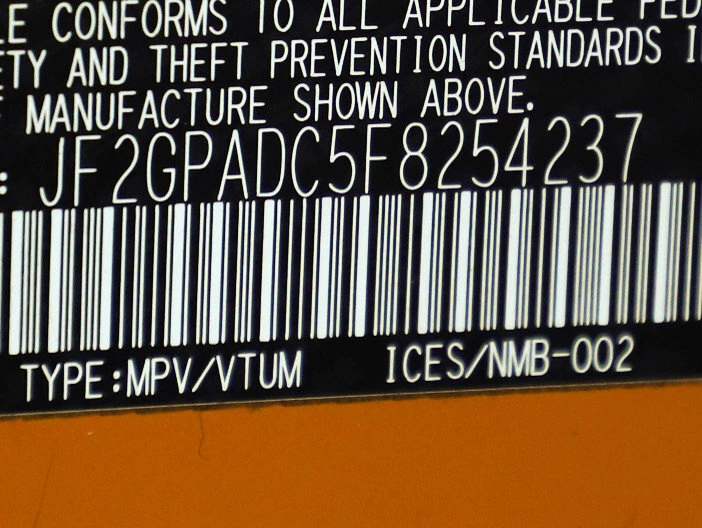 LE CONFORMS TO ALL APPLICABLE FED
ETY AND THEFT PREVENTION STANDARDS I
F MANUFACTURE SHOWN ABOVE.
: JF2GPADC5F8254237
TYPE:MPV/VTUM ICES/NMB-002